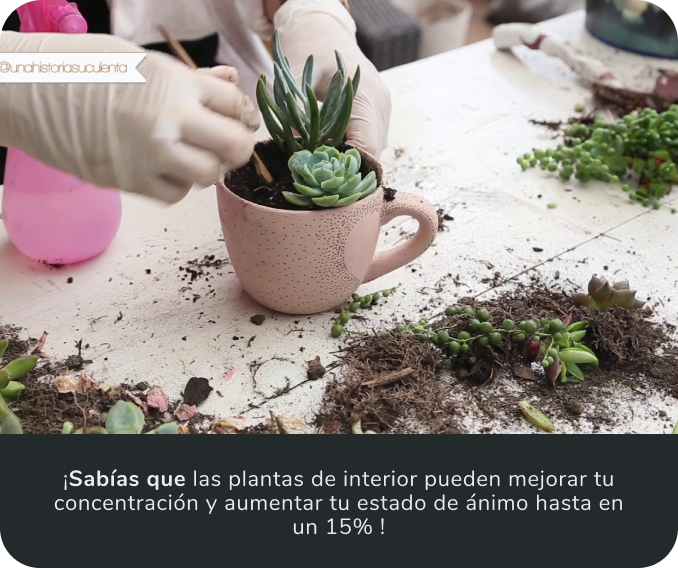 @unahistoriasuculenta
¡Sabías que las plantas de interior pueden mejorar tu
concentración y aumentar tu estado de ánimo hasta en
un 15% !